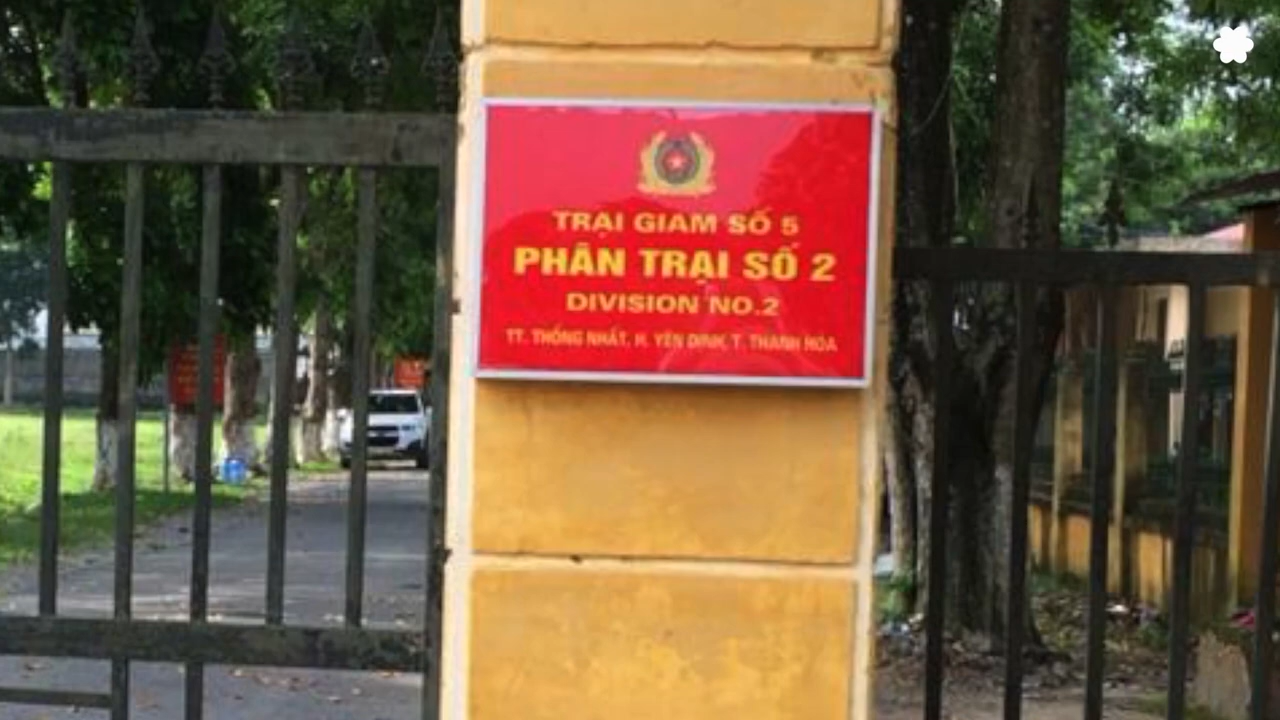 TRẠI GIAM SỐ 5
PHÂN TRẠI SỐ 2
DIVISION NO.2
TT. THỐNG NHẤT, H. YÊN ĐỊNH, T. THANH HÓA